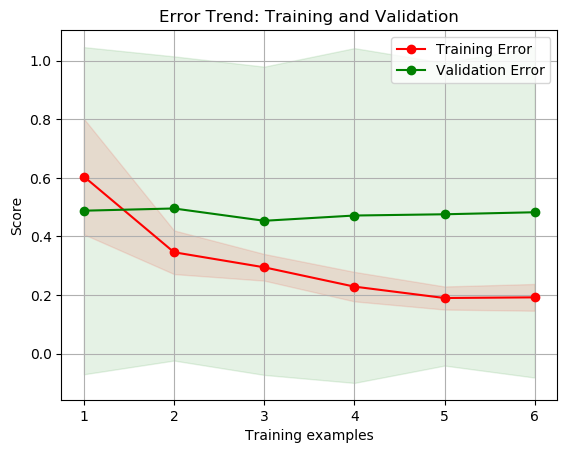 Error Trend: Training and Validation
Training Error
Validation Error
Score
1.0
0.8
0.6
0.4
0.2
0.0
1 2 3 4 5 6
Training examples